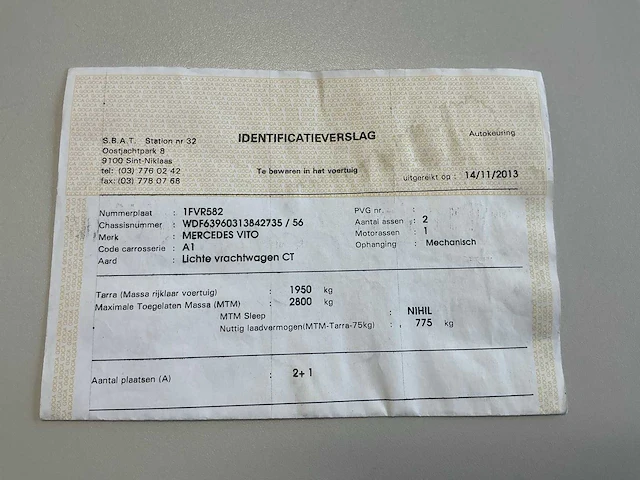 IDENTIFICATIEVERSLAG
Autokeuring
S.B.A.T. Station nr 32
Oostjachtpark 8
9100 Sint-Niklaas
tel: (03) 776 02 42
fax: (03) 778 07 68
Te bewaren in het voertuig
uitgereikt op : 14/11/2013
Nummerplaat : 1FVR582
Chassisnummer : WDF63960313842735 / 56
Merk : MERCEDES VITO
Code carrosserie : A1
Aard : Lichte vrachtwagen CT
PVG nr. :
Aantal assen : 2
Motorassen : 1
Ophanging : Mechanisch
Tarra (Massa rijklaar voertuig) : 1950 kg
Maximale Toegelaten Massa (MTM) : 2800 kg
MTM Sleep : NIHIL
Nuttig laadvermogen(MTM-Tarra-75kg) : 775 kg
Aantal plaatsen (A) : 2+ 1